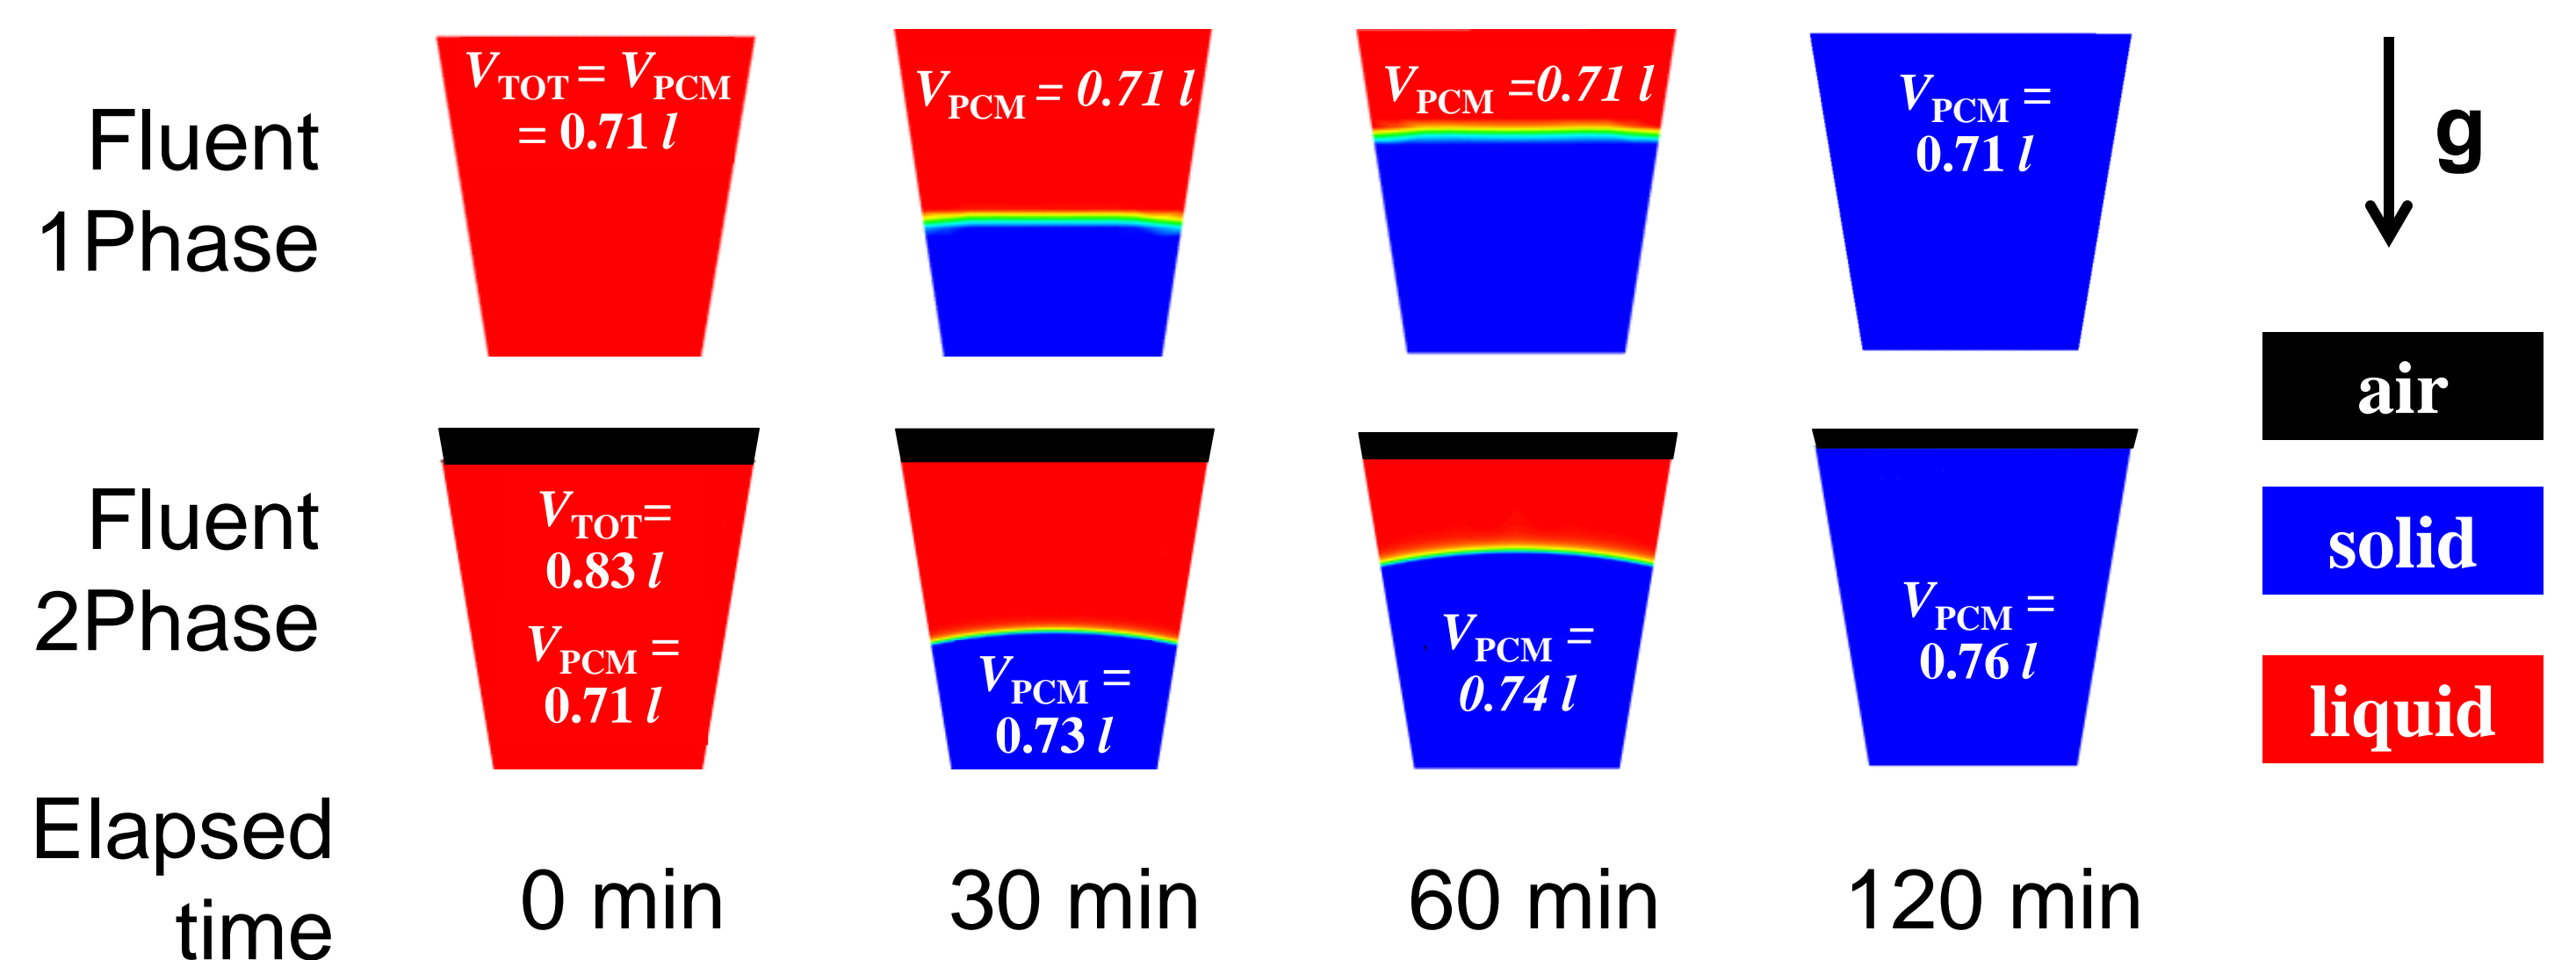 Fluent
1Phase
V_TOT = V_PCM
= 0.71 l
V_PCM = 0.71 l
V_PCM =0.71 l
V_PCM =
0.71 l
g
air
solid
liquid
Fluent
2Phase
V_TOT=
0.83 l
V_PCM =
0.71 l
V_PCM =
0.73 l
V_PCM =
0.74 l
V_PCM =
0.76 l
Elapsed
time
0 min
30 min
60 min
120 min